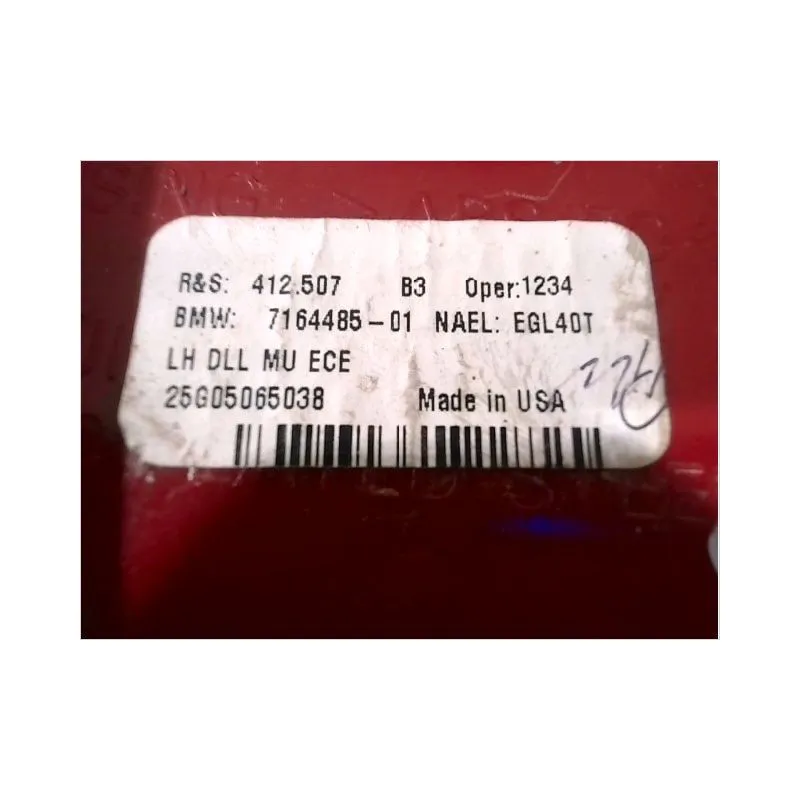 R&S: 412.507 B3 Oper:1234
BMW: 7164485-01 NAEL: EGL40T
LH DLL MU ECE
25G05065038 Made in USA